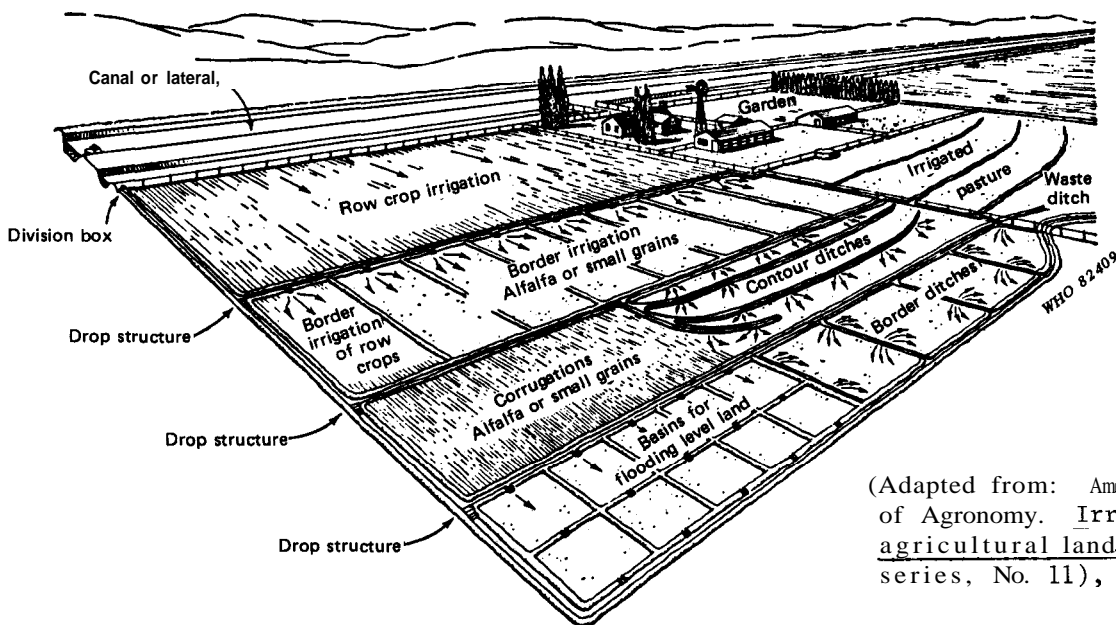 Canal or lateral,
Garden
Row crop irrigation
Irrigated
pasture
Waste
ditch
Division box
Border irrigation
Alfalfa or small grains
Contour ditches
Border ditches
WHO 82409
Drop structure
Border
irrigation
of row
crops
Corrugations
Alfalfa or small grains
Drop structure
Basins for
flooding level land
Drop structure
(Adapted from:
of Agronomy. Irr
agricultural land
series, No. 11),